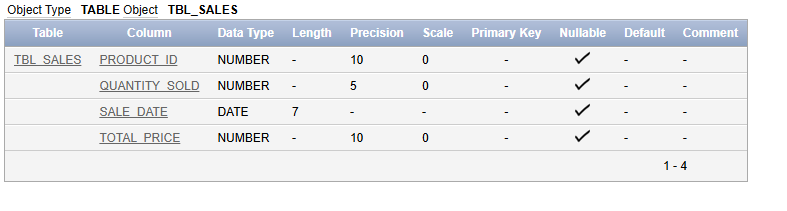 Object Type TABLE Object TBL_SALES
Table Column Data Type Length Precision Scale Primary Key Nullable Default Comment
TBL_SALES PRODUCT_ID NUMBER - 10 0 - ✓ - -
QUANTITY_SOLD NUMBER - 5 0 - ✓ - -
SALE_DATE DATE 7 - - - ✓ - -
TOTAL_PRICE NUMBER - 10 0 - ✓ - -
1 - 4